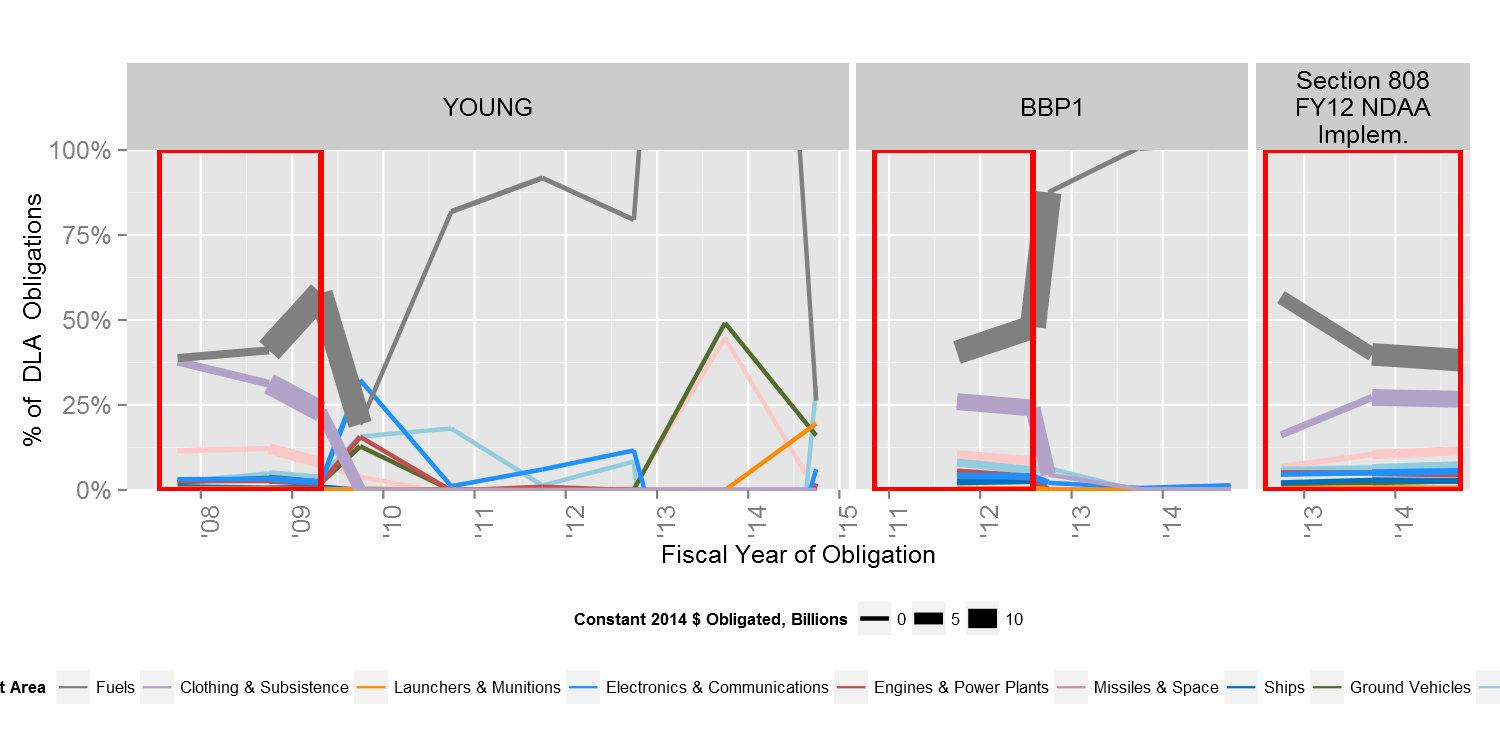 YOUNG
BBP1
Section 808
FY12 NDAA
Implem.
% of DLA Obligations
100%
75%
50%
25%
0%
'08 '09 '10 '11 '12 '13 '14 '15
'11 '12 '13 '14
'13 '14
Fiscal Year of Obligation
Constant 2014 $ Obligated, Billions 0 5 10
t Area Fuels Clothing & Subsistence Launchers & Munitions Electronics & Communications Engines & Power Plants Missiles & Space Ships Ground Vehicles